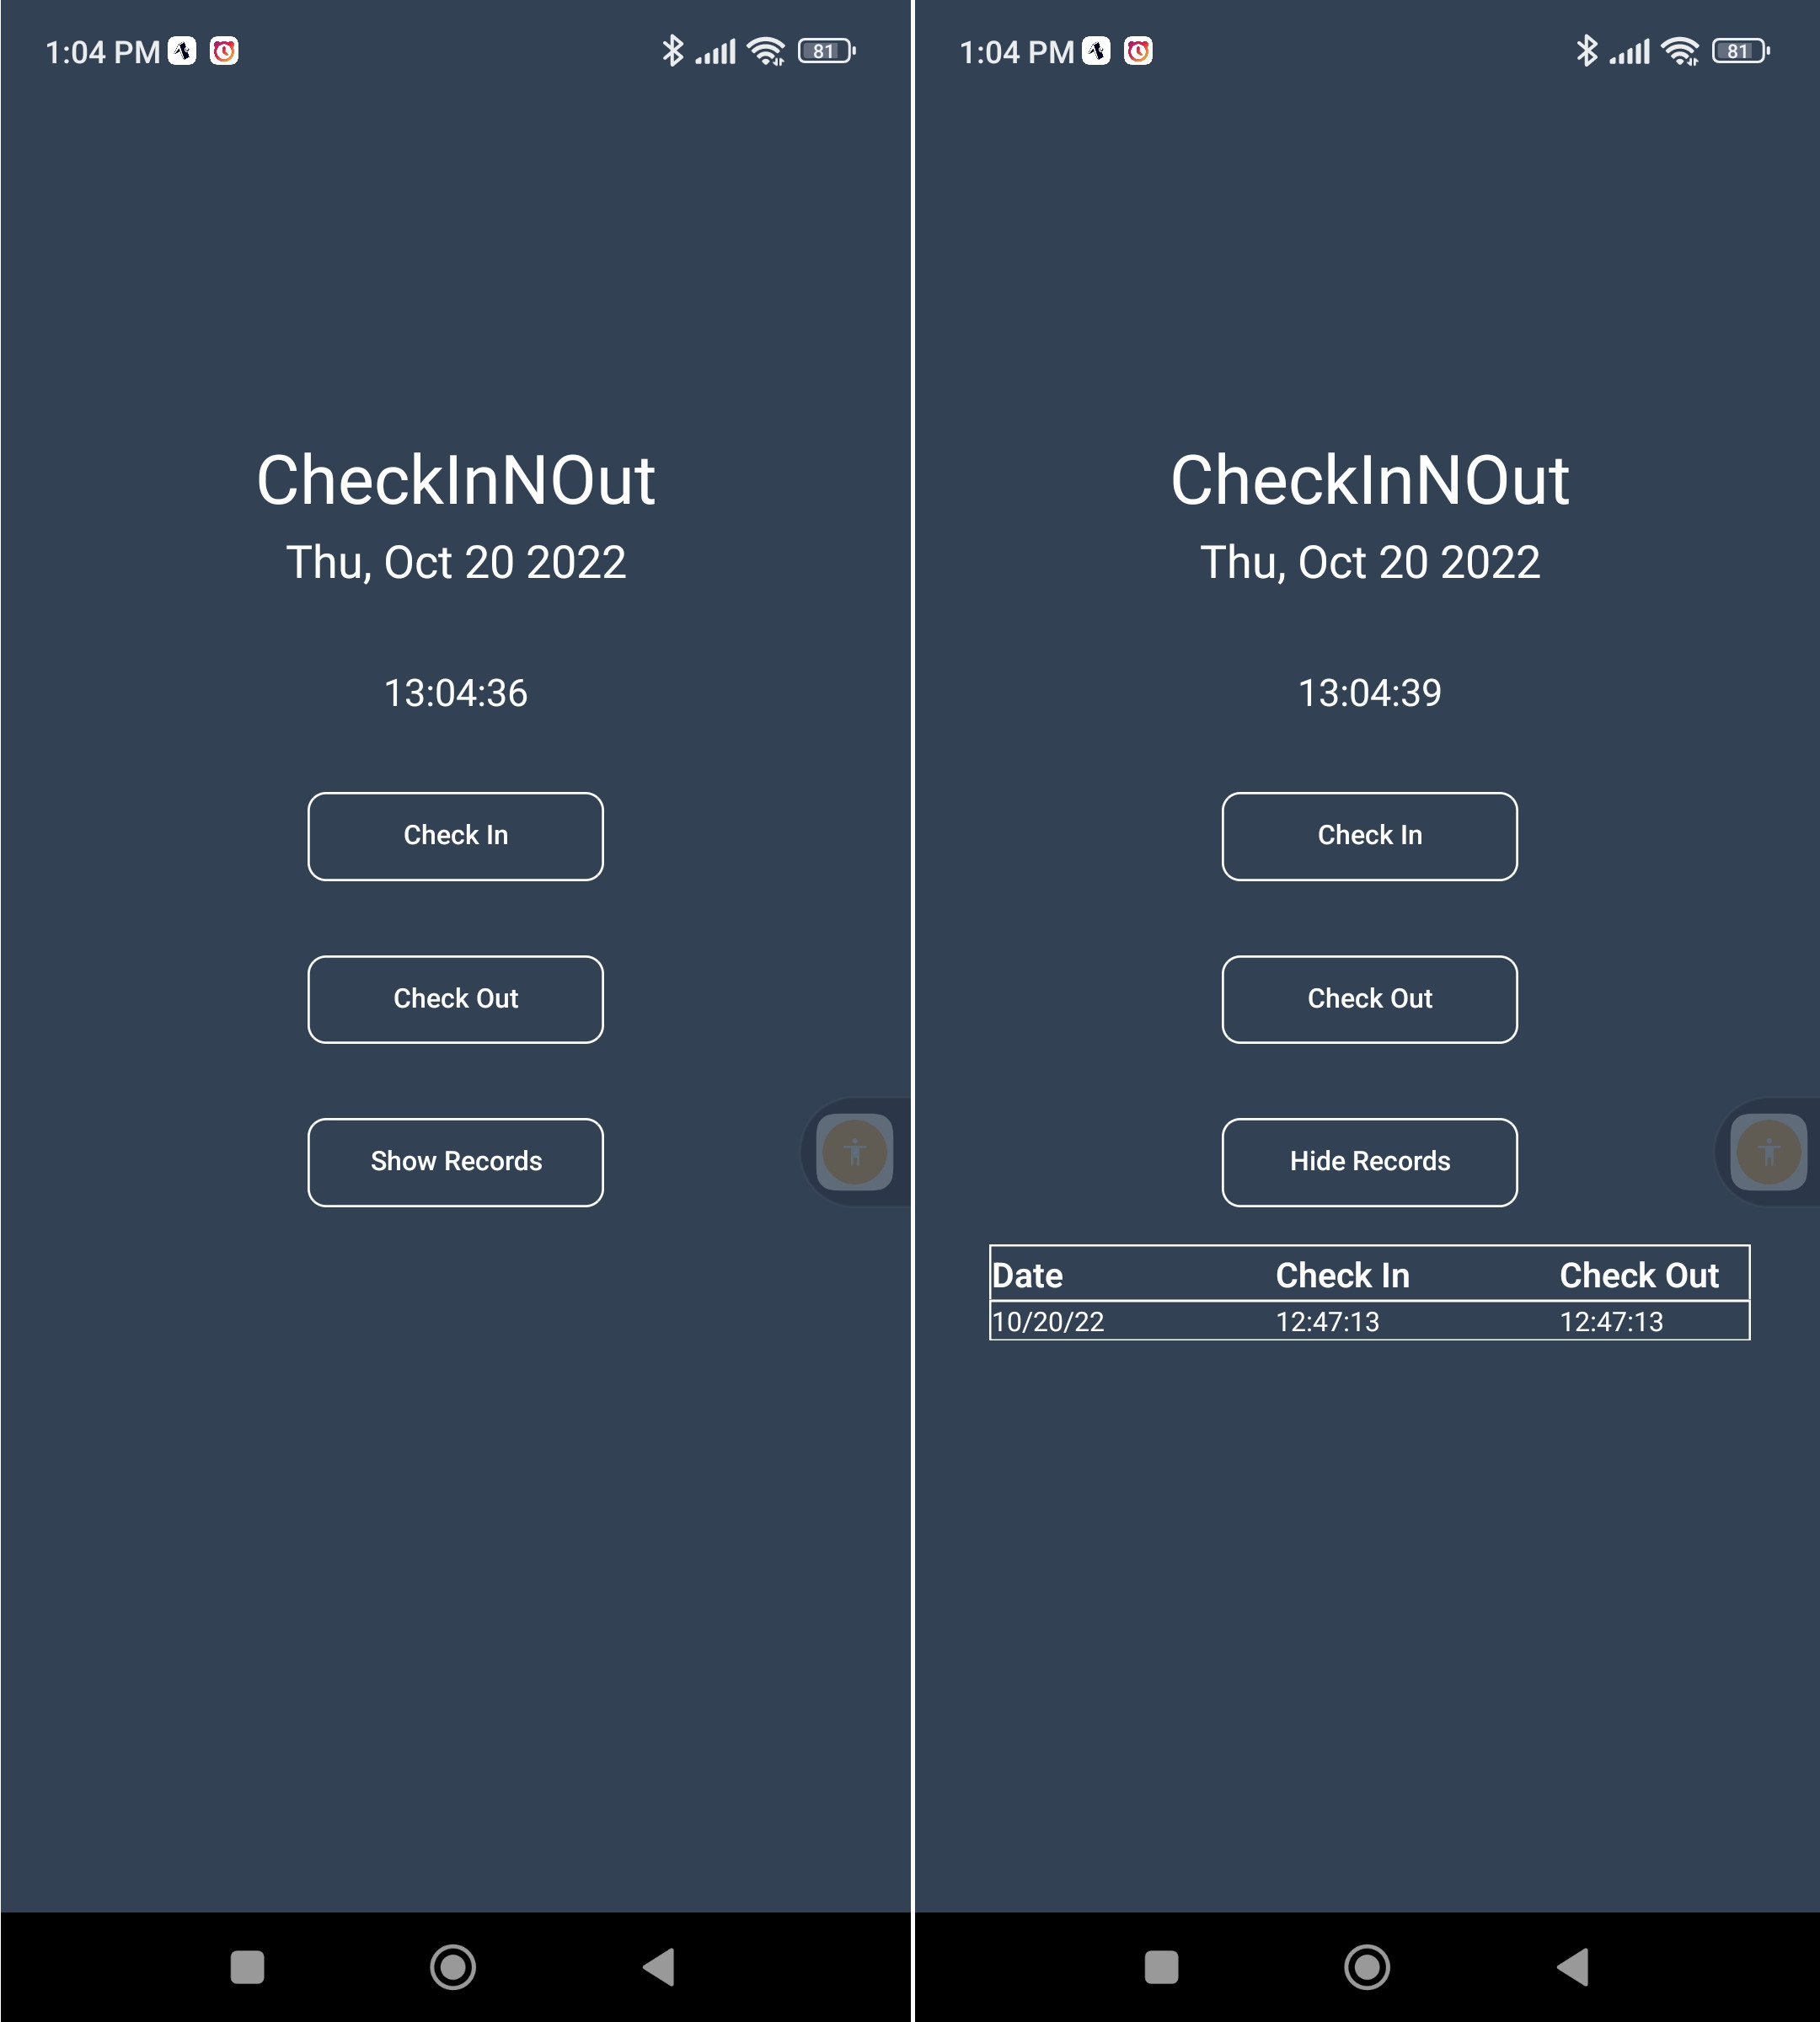 1:04 PM
81
CheckInNOut
Thu, Oct 20 2022
13:04:36
Check In
Check Out
Show Records
1:04 PM
81
CheckInNOut
Thu, Oct 20 2022
13:04:39
Check In
Check Out
Hide Records
Date Check In Check Out
10/20/22 12:47:13 12:47:13